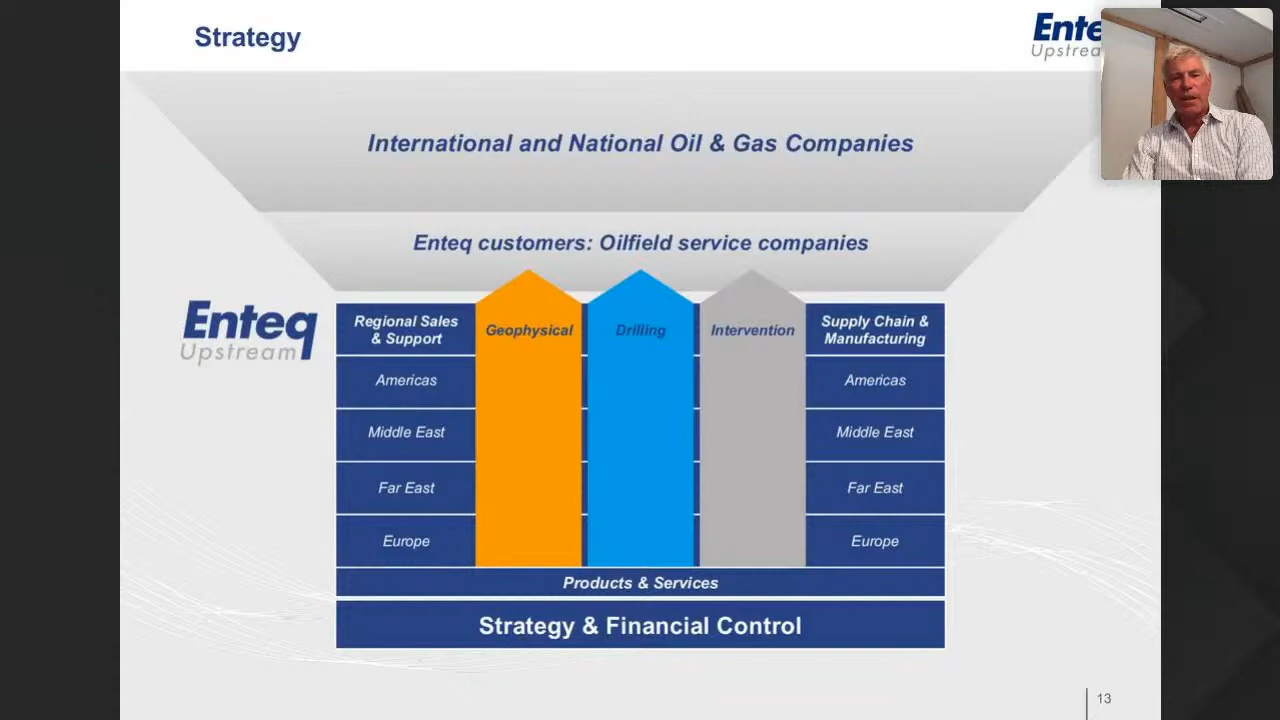 Strategy
Enteq
Upstream
International and National Oil & Gas Companies
Enteq customers: Oilfield service companies
Enteq
Upstream
Regional Sales
& Support
Geophysical
Drilling
Intervention
Supply Chain &
Manufacturing
Americas
Americas
Middle East
Middle East
Far East
Far East
Europe
Europe
Products & Services
Strategy & Financial Control
13